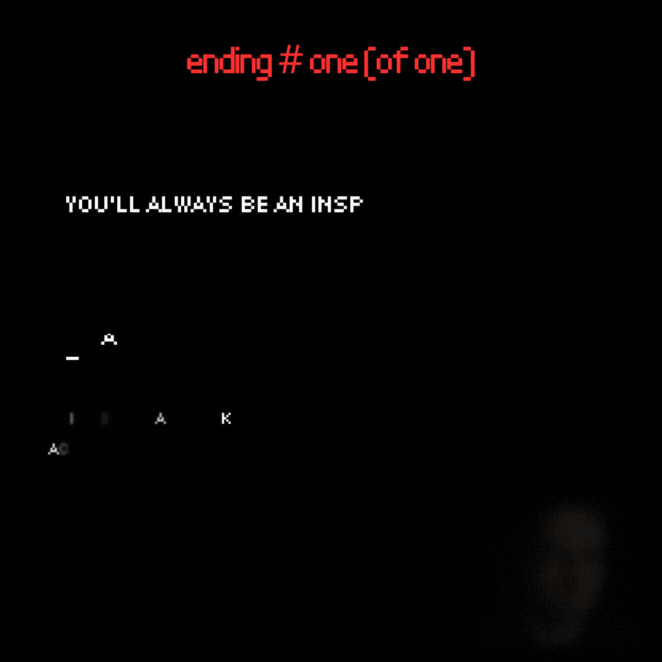 ending # one (of one)
YOU'LL ALWAYS BE AN INSP
A
_
I A K
A